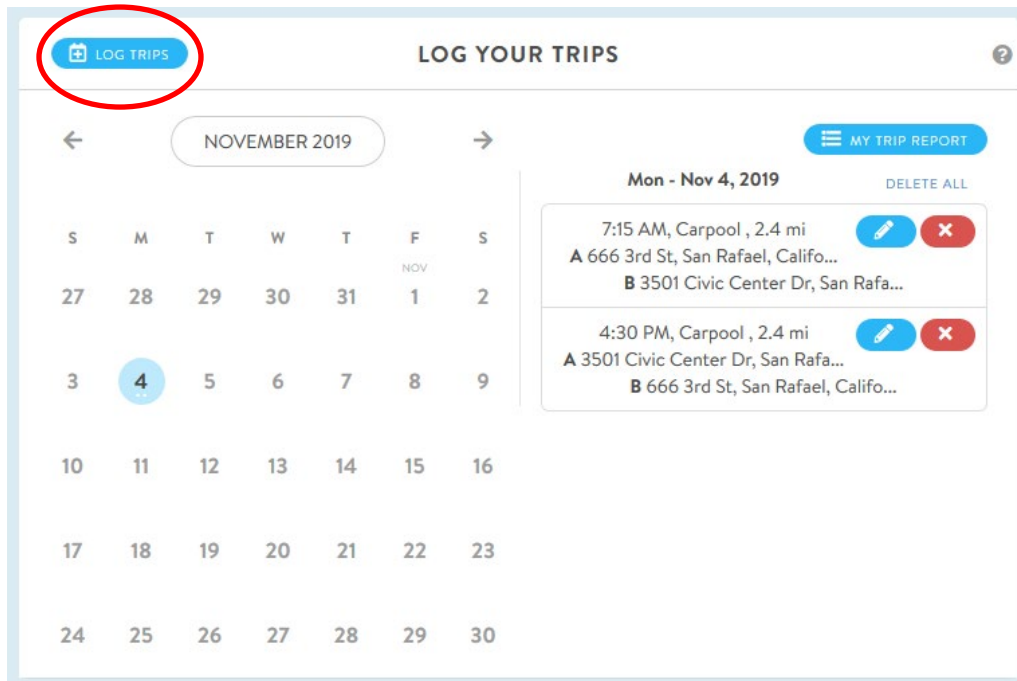 LOG TRIPS
LOG YOUR TRIPS
?
NOVEMBER 2019
MY TRIP REPORT
Mon - Nov 4, 2019
DELETE ALL
S M T W T F S
NOV
27 28 29 30 31 1 2
3 4 5 6 7 8 9
10 11 12 13 14 15 16
17 18 19 20 21 22 23
24 25 26 27 28 29 30
7:15 AM, Carpool , 2.4 mi
A 666 3rd St, San Rafael, Califo...
B 3501 Civic Center Dr, San Rafa...
4:30 PM, Carpool , 2.4 mi
A 3501 Civic Center Dr, San Rafa...
B 666 3rd St, San Rafael, Califo...